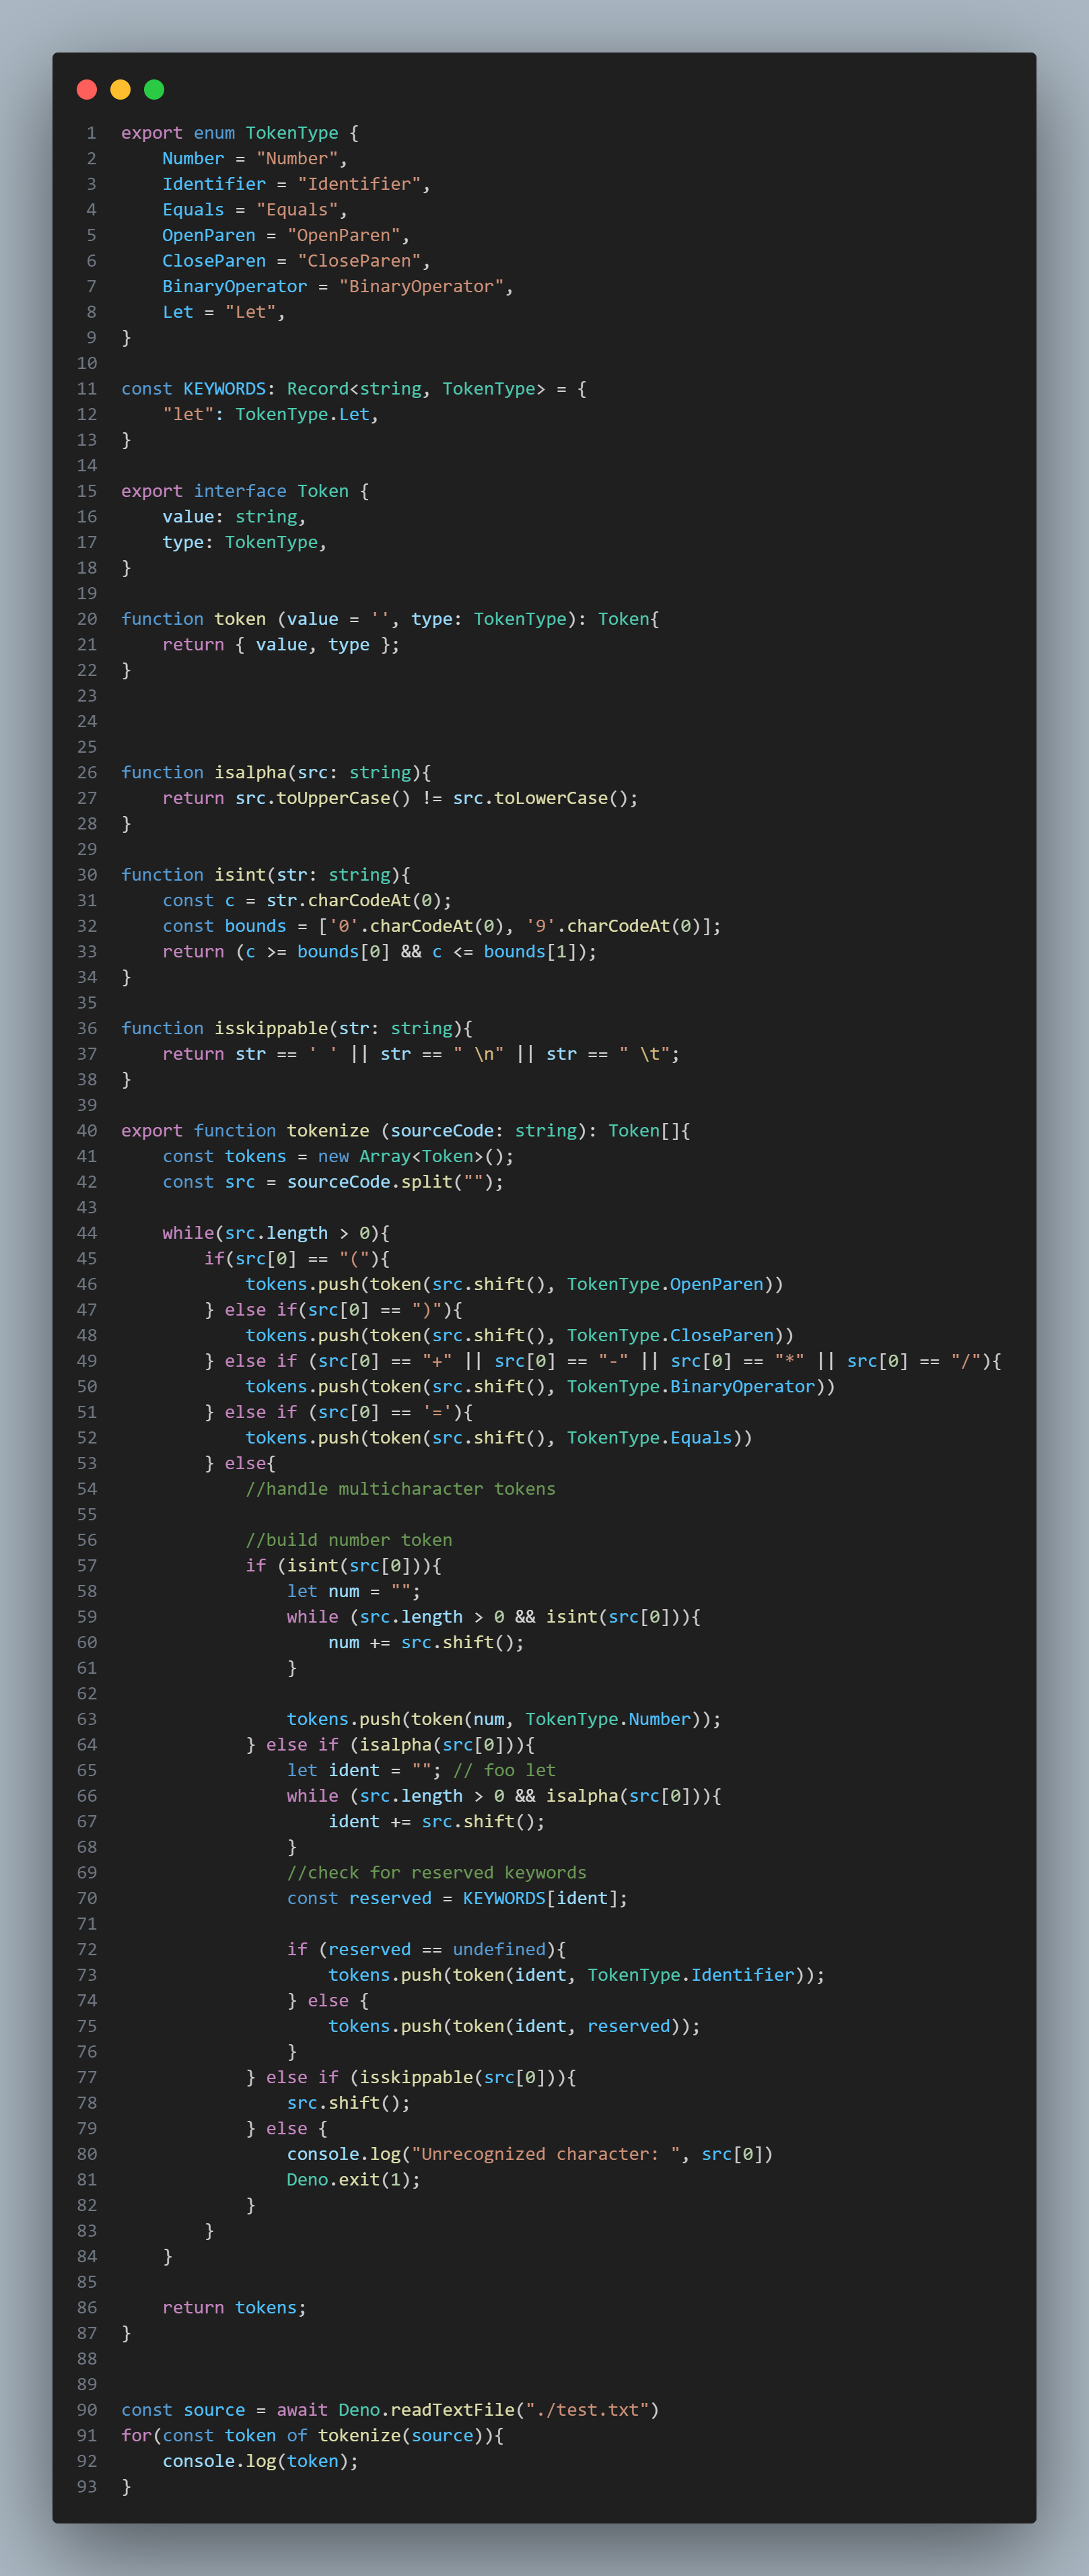 1 export enum TokenType {
2     Number = "Number",
3     Identifier = "Identifier",
4     Equals = "Equals",
5     OpenParen = "OpenParen",
6     CloseParen = "CloseParen",
7     BinaryOperator = "BinaryOperator",
8     Let = "Let",
9 }
10
11 const KEYWORDS: Record<string, TokenType> = {
12     "let": TokenType.Let,
13 }
14
15 export interface Token {
16     value: string,
17     type: TokenType,
18 }
19
20 function token (value = '', type: TokenType): Token{
21     return { value, type };
22 }
23
24
25
26 function isalpha(src: string){
27     return src.toUpperCase() != src.toLowerCase();
28 }
29
30 function isint(str: string){
31     const c = str.charCodeAt(0);
32     const bounds = ['0'.charCodeAt(0), '9'.charCodeAt(0)];
33     return (c >= bounds[0] && c <= bounds[1]);
34 }
35
36 function isskippable(str: string){
37     return str == ' ' || str == " \n" || str == " \t";
38 }
39
40 export function tokenize (sourceCode: string): Token[]{
41     const tokens = new Array<Token>();
42     const src = sourceCode.split("");
43
44     while(src.length > 0){
45         if(src[0] == "("){
46             tokens.push(token(src.shift(), TokenType.OpenParen))
47         } else if(src[0] == ")"){
48             tokens.push(token(src.shift(), TokenType.CloseParen))
49         } else if (src[0] == "+" || src[0] == "-" || src[0] == "*" || src[0] == "/"){
50             tokens.push(token(src.shift(), TokenType.BinaryOperator))
51         } else if (src[0] == '='){
52             tokens.push(token(src.shift(), TokenType.Equals))
53         } else{
54             //handle multicharacter tokens
55
56             //build number token
57             if (isint(src[0])){
58                 let num = "";
59                 while (src.length > 0 && isint(src[0])){
60                     num += src.shift();
61                 }
62
63                 tokens.push(token(num, TokenType.Number));
64             } else if (isalpha(src[0])){
65                 let ident = ""; // foo let
66                 while (src.length > 0 && isalpha(src[0])){
67                     ident += src.shift();
68                 }
69                 //check for reserved keywords
70                 const reserved = KEYWORDS[ident];
71
72                 if (reserved == undefined){
73                     tokens.push(token(ident, TokenType.Identifier));
74                 } else {
75                     tokens.push(token(ident, reserved));
76                 }
77             } else if (isskippable(src[0])){
78                 src.shift();
79             } else {
80                 console.log("Unrecognized character: ", src[0])
81                 Deno.exit(1);
82             }
83         }
84     }
85
86     return tokens;
87 }
88
89
90 const source = await Deno.readTextFile("./test.txt")
91 for(const token of tokenize(source)){
92     console.log(token);
93 }